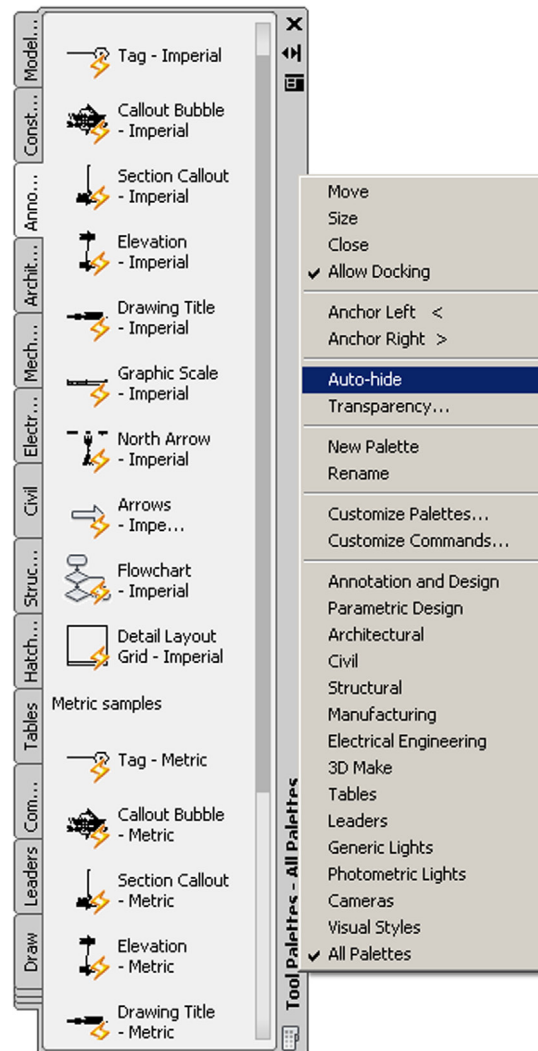 Model...
Const...
Anno...
Archit...
Mech...
Electr...
Civil
Struc...
Hatch...
Tables
Com...
Leaders
Draw
Tag - Imperial
Callout Bubble
- Imperial
Section Callout
- Imperial
Elevation
- Imperial
Drawing Title
- Imperial
Graphic Scale
- Imperial
North Arrow
- Imperial
Arrows
- Impe...
Flowchart
- Imperial
Detail Layout
Grid - Imperial
Metric samples
Tag - Metric
Callout Bubble
- Metric
Section Callout
- Metric
Elevation
- Metric
Drawing Title
- Metric
Tool Palettes - All Palettes
Move
Size
Close
Allow Docking
Anchor Left <
Anchor Right >
Auto-hide
Transparency...
New Palette
Rename
Customize Palettes...
Customize Commands...
Annotation and Design
Parametric Design
Architectural
Civil
Structural
Manufacturing
Electrical Engineering
3D Make
Tables
Leaders
Generic Lights
Photometric Lights
Cameras
Visual Styles
All Palettes